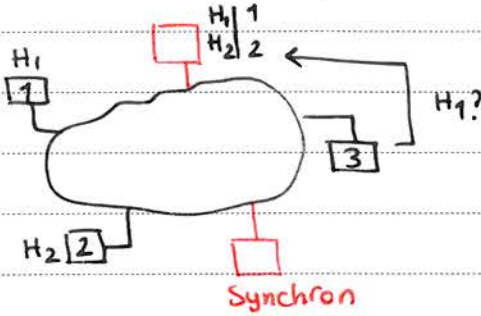 H₁ | 1
H₂ | 2
H₁
1
H₁?
3
H₂ 2
Synchron